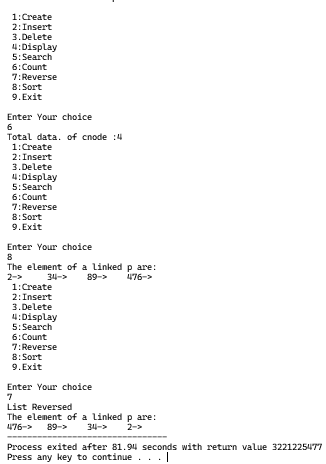 1:Create
2:Insert
3.Delete
4:Display
5:Search
6:Count
7:Reverse
8:Sort
9.Exit
Enter Your choice
6
Total data. of cnode :4
1:Create
2:Insert
3.Delete
4:Display
5:Search
6:Count
7:Reverse
8:Sort
9.Exit
Enter Your choice
8
The element of a linked p are:
2-> 34-> 89-> 476->
1:Create
2:Insert
3.Delete
4:Display
5:Search
6:Count
7:Reverse
8:Sort
9.Exit
Enter Your choice
7
List Reversed
The element of a linked p are:
476-> 89-> 34-> 2->
--------------------------------
Process exited after 81.94 seconds with return value 3221225477
Press any key to continue . . .